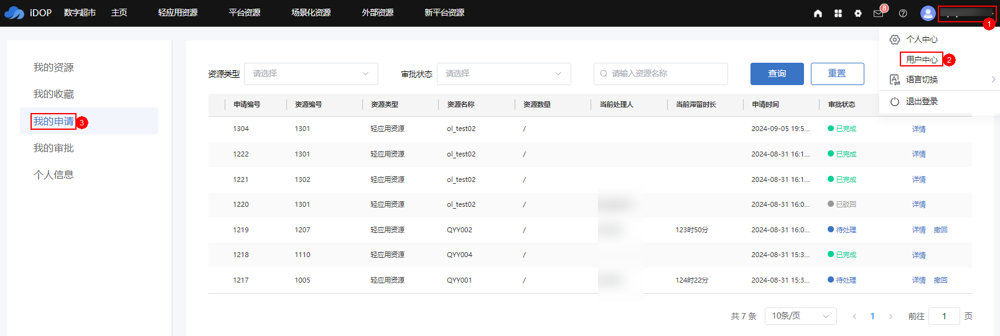 iDOP 数字超市 主页 轻应用资源 平台资源 场景化资源 外部资源 新平台资源 8
1
个人中心
用户中心 2
语言切换
退出登录
我的资源
我的收藏
我的申请 3
我的审批
个人信息
资源类型 请选择 审批状态 请选择 请输入资源名称 查询 重置
申请编号 资源编号 资源类型 资源名称 资源数量 当前处理人 当前滞留时长 申请时间 审批状态
1304 1301 轻应用资源 ol_test02 / 2024-09-05 19:5... 已完成 详情
1222 1301 轻应用资源 ol_test02 / 2024-08-31 16:1... 已完成 详情
1221 1302 轻应用资源 ol_test02 / 2024-08-31 16:1... 已完成 详情
1220 1301 轻应用资源 ol_test02 / 2024-08-31 16:0... 已驳回 详情
1219 1207 轻应用资源 QYY002 / 123时50分 2024-08-31 16:0... 待处理 详情 撤回
1218 1110 轻应用资源 QYY004 / 2024-08-31 15:3... 已完成 详情
1217 1005 轻应用资源 QYY001 / 124时22分 2024-08-31 15:3... 待处理 详情 撤回
共 7 条 10条/页 1 前往 1 页